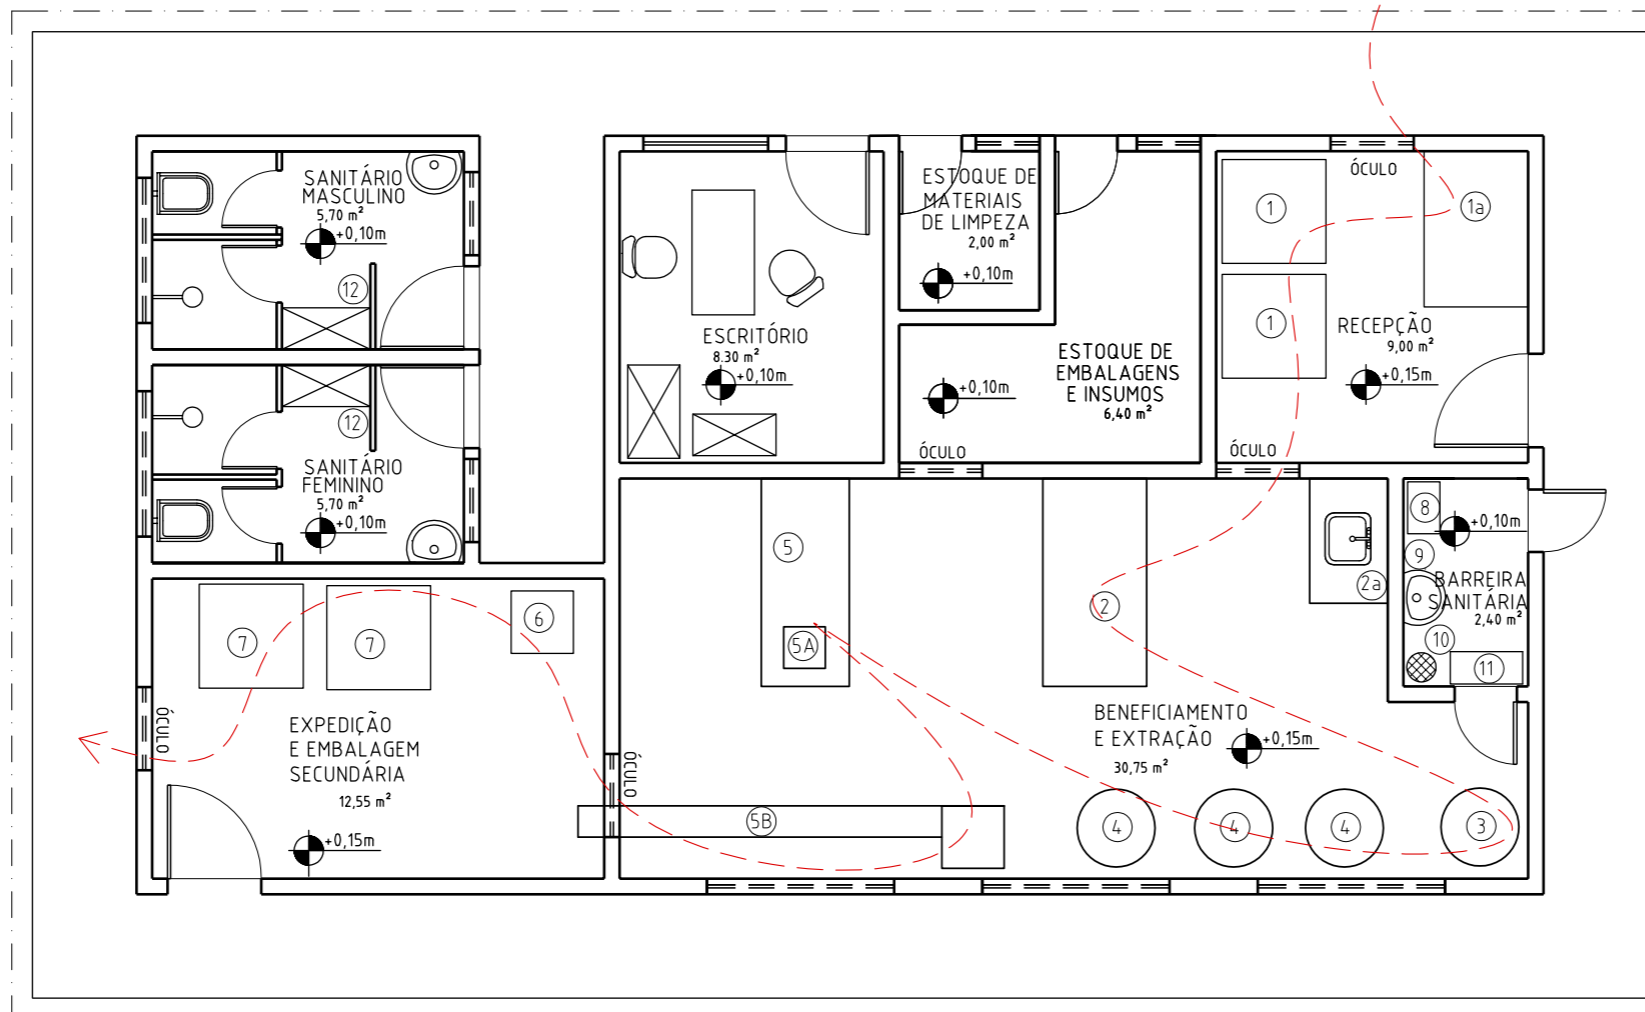 SANITÁRIO
MASCULINO
5,70 m²
+0,10m
12
12
SANITÁRIO
FEMININO
5,70 m²
+0,10m
ESCRITÓRIO
8.30 m²
+0,10m
ESTOQUE DE
MATERIAIS
DE LIMPEZA
2,00 m²
+0,10m
ESTOQUE DE
EMBALAGENS
E INSUMOS
6,40 m²
+0,10m
ÓCULO
ÓCULO
1
1a
1
RECEPÇÃO
9,00 m²
+0,15m
ÓCULO
8
+0,10m
9
BARREIRA
SANITÁRIA
2,40 m²
10
11
5
5A
2
2a
BENEFICIAMENTO
E EXTRAÇÃO
30,75 m²
+0,15m
4
4
4
3
5B
ÓCULO
7
7
6
ÓCULO
EXPEDIÇÃO
E EMBALAGEM
SECUNDÁRIA
12,55 m²
+0,15m